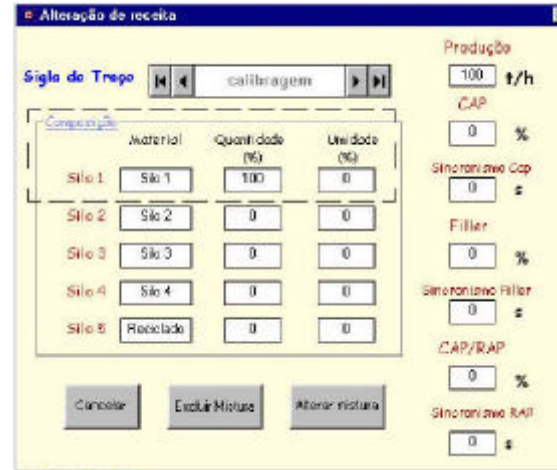 Alteração de receita
Produção
100 t/h
Sigla do Traço calibragem
CAP
0 %
Composição
Material Quantidade (%) Umidade (%)
Silo 1 Silo 1 100 0
Sincronismo Cap
0 s
Silo 2 Silo 2 0 0
Filler
0 %
Silo 3 Silo 3 0 0
Silo 4 Silo 4 0 0
Sincronismo Filler
0 s
Silo 5 Reciclado 0 0
CAP/RAP
0 %
Cancelar Excluir Mistura Alterar mistura
Sincronismo RAP
0 s